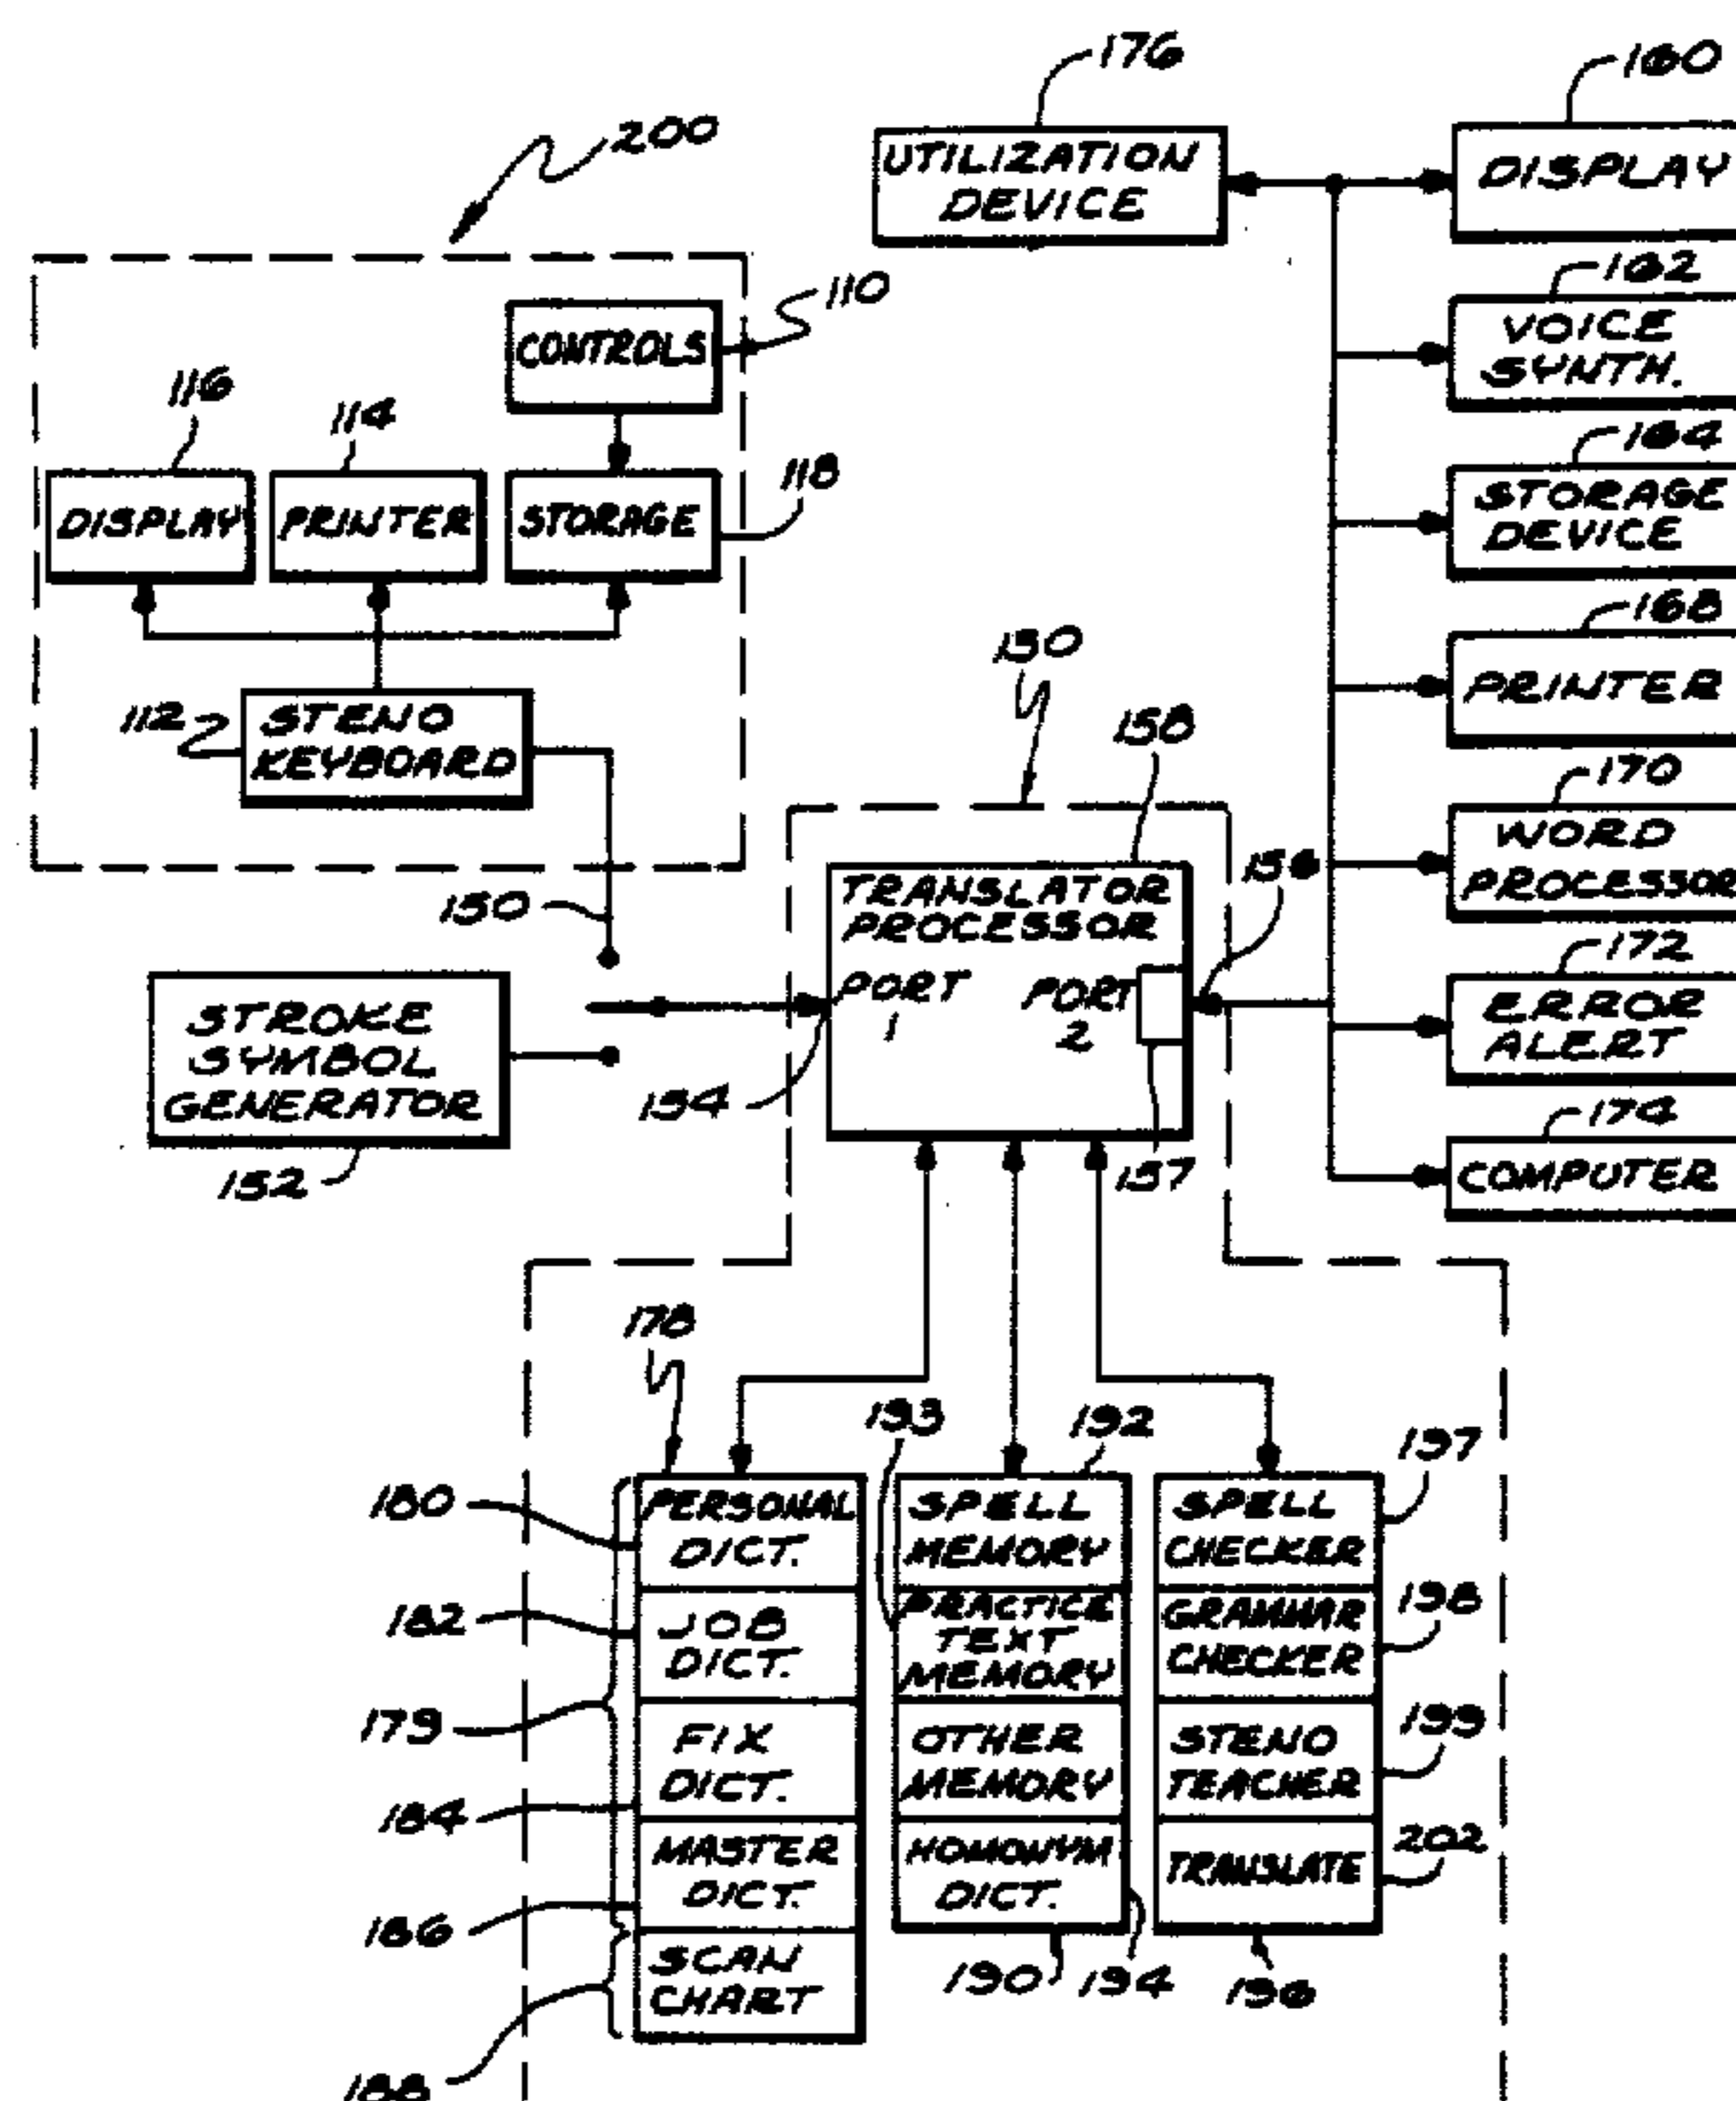 176
160
200
UTILIZATION
DEVICE
DISPLAY
162
110
VOICE
SYNTH.
CONTROLS
116
114
164
118
DISPLAY
PRINTER
STORAGE
STORAGE
DEVICE
168
130
PRINTER
112
STENO
KEYBOARD
158
170
WORD
PROCESSOR
150
156
TRANSLATOR
PROCESSOR
172
PORT
1
PORT
2
ERROR
ALERT
STROKE
SYMBOL
GENERATOR
154
174
152
157
COMPUTER
178
193
192
197
180
PERSONAL
DICT.
SPELL
MEMORY
SPELL
CHECKER
182
JOB
DICT.
PRACTICE
TEXT
MEMORY
GRAMMAR
CHECKER
198
179
FIX
DICT.
OTHER
MEMORY
STENO
TEACHER
199
184
MASTER
DICT.
HOMONYM
DICT.
TRANSLATE
202
186
SCAN
CHART
190
194
196
188